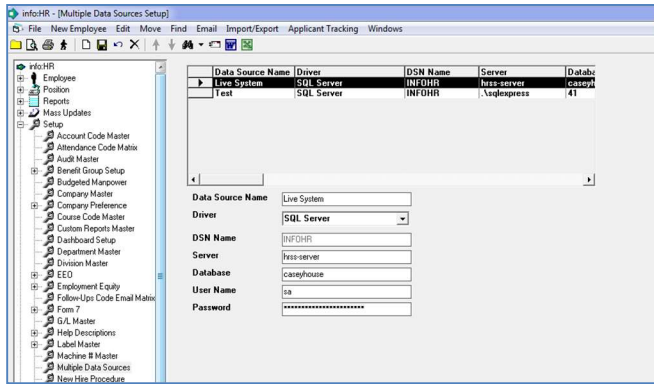 info:HR - [Multiple Data Sources Setup]
File New Employee Edit Move Find Email Import/Export Applicant Tracking Windows
info:HR
Employee
Position
Reports
Mass Updates
Setup
Account Code Master
Attendance Code Matrix
Audit Master
Benefit Group Setup
Budgeted Manpower
Company Master
Company Preference
Course Code Master
Custom Reports Master
Dashboard Setup
Department Master
Division Master
EEO
Employment Equity
Follow-Ups Code Email Matrix
Form 7
G/L Master
Help Descriptions
Label Master
Machine # Master
Multiple Data Sources
New Hire Procedure
Data Source Name Driver DSN Name Server Databa
Live System SQL Server INFOHR hrss-server caseyh
Test SQL Server INFOHR .\sqlexpress 41
Data Source Name Live System
Driver SQL Server
DSN Name INFOHR
Server hrss-server
Database caseyhouse
User Name sa
Password